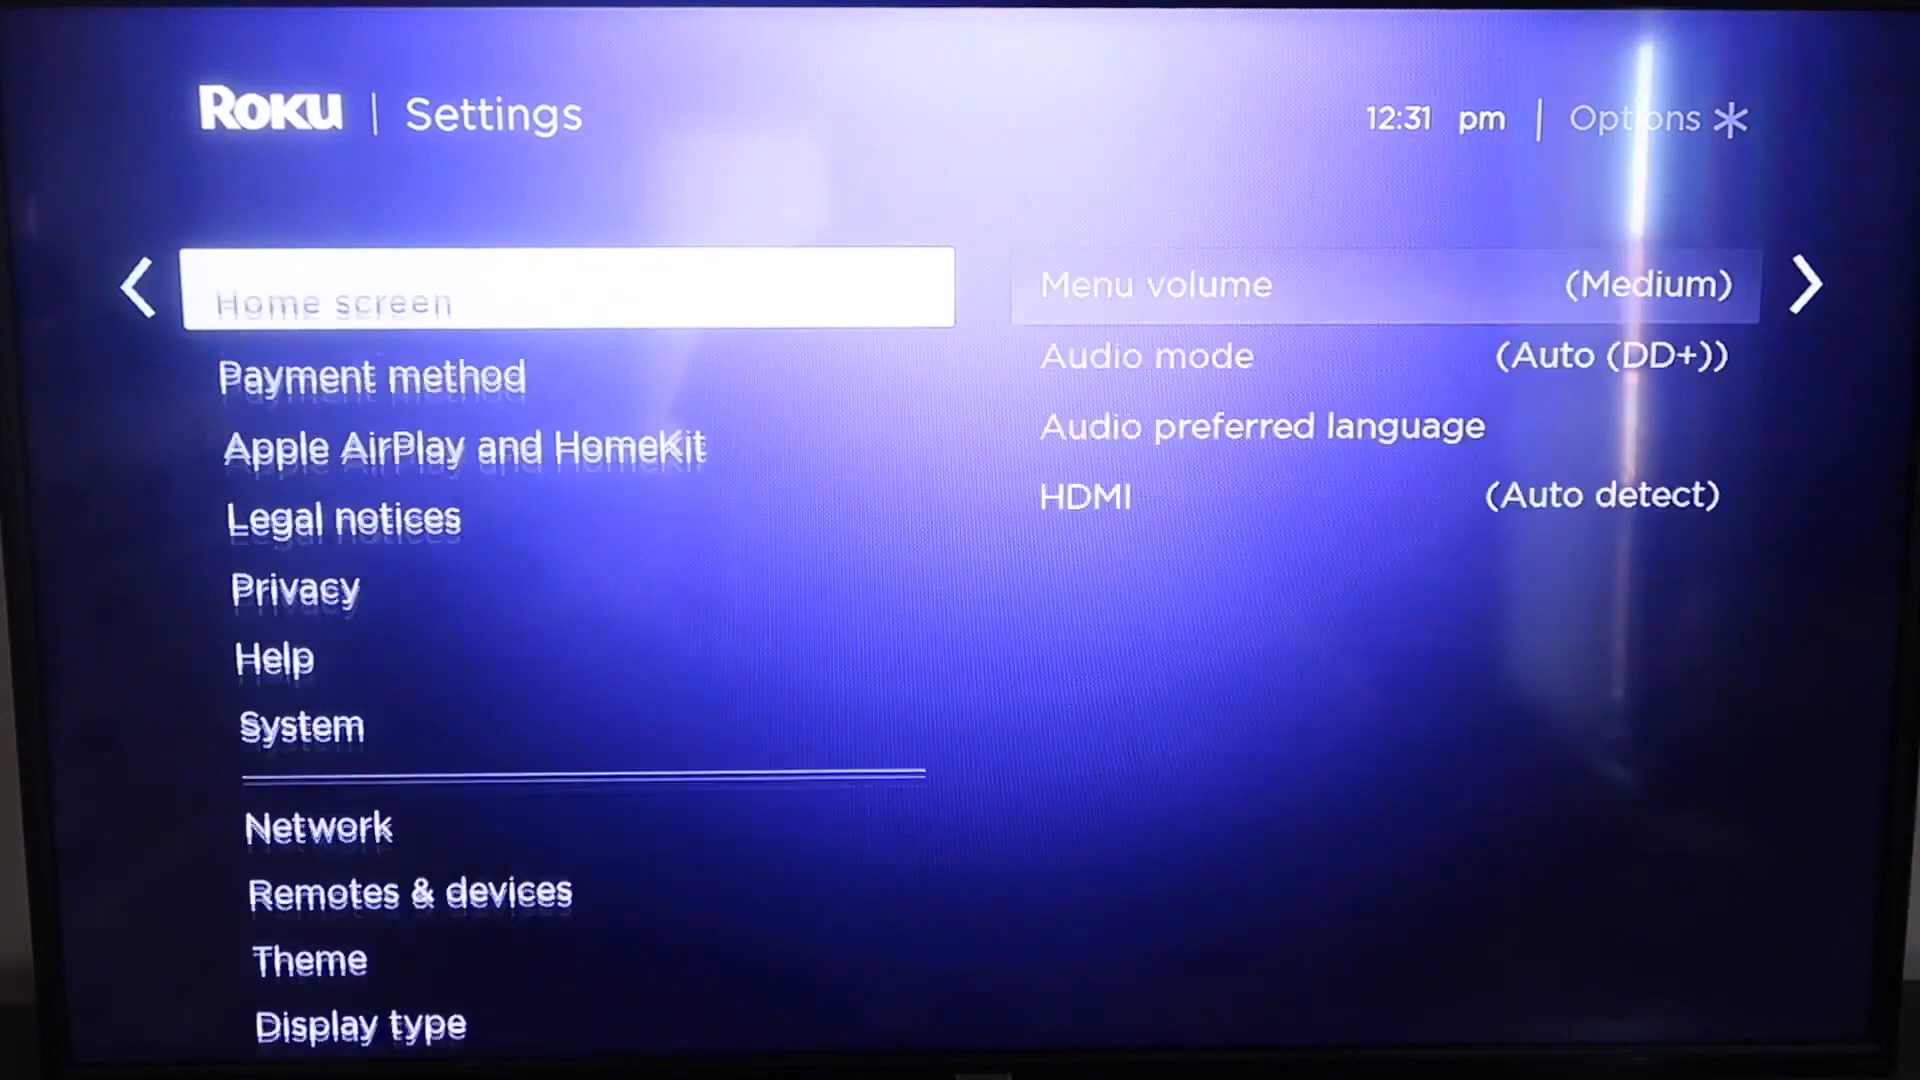 Roku | Settings
12:31 pm | Options *
Home screen
Payment method
Apple AirPlay and HomeKit
Legal notices
Privacy
Help
System
Network
Remotes & devices
Theme
Display type
Menu volume (Medium)
Audio mode (Auto (DD+))
Audio preferred language
HDMI (Auto detect)